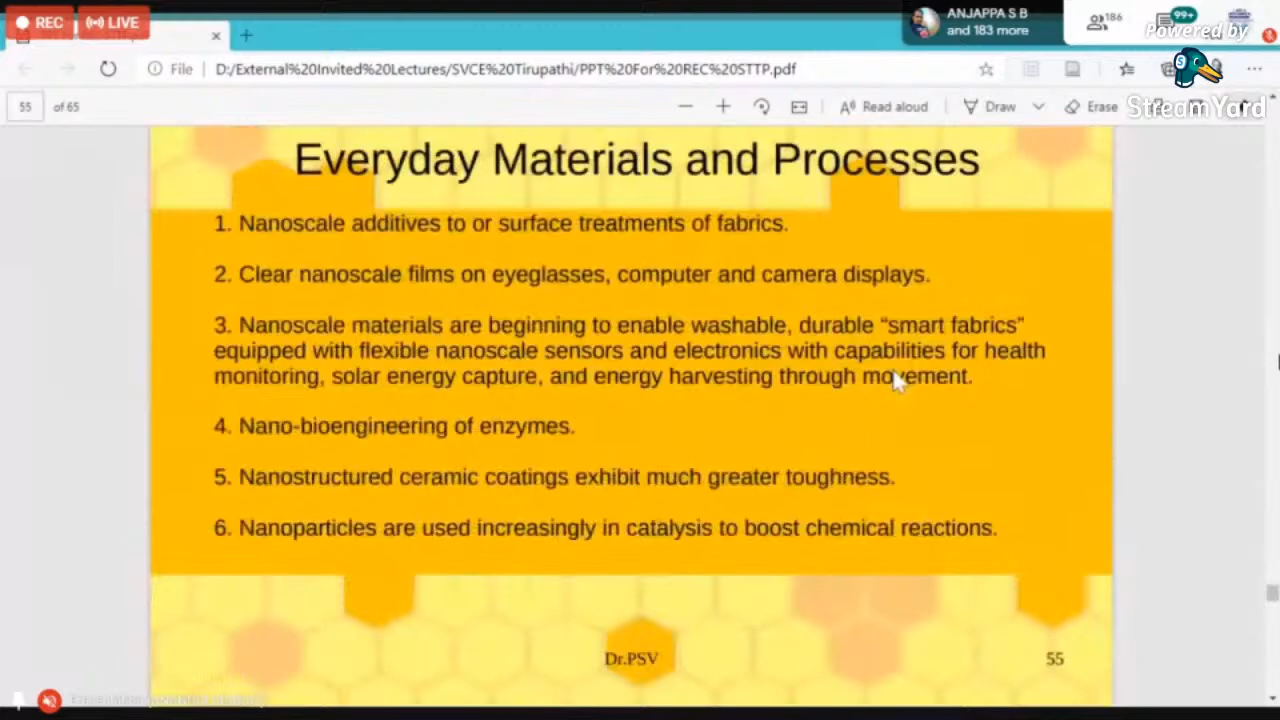 REC
LIVE
ANJAPPA S B
and 183 more
186
99+
Powered by
StreamYard
File
D:/External%20Invited%20Lectures/SVCE%20Tirupathi/PPT%20For%20REC%20STTP.pdf
55 of 65
Read aloud
Draw
Erase
Everyday Materials and Processes
1. Nanoscale additives to or surface treatments of fabrics.
2. Clear nanoscale films on eyeglasses, computer and camera displays.
3. Nanoscale materials are beginning to enable washable, durable “smart fabrics”
equipped with flexible nanoscale sensors and electronics with capabilities for health
monitoring, solar energy capture, and energy harvesting through movement.
4. Nano-bioengineering of enzymes.
5. Nanostructured ceramic coatings exhibit much greater toughness.
6. Nanoparticles are used increasingly in catalysis to boost chemical reactions.
Dr.PSV
55